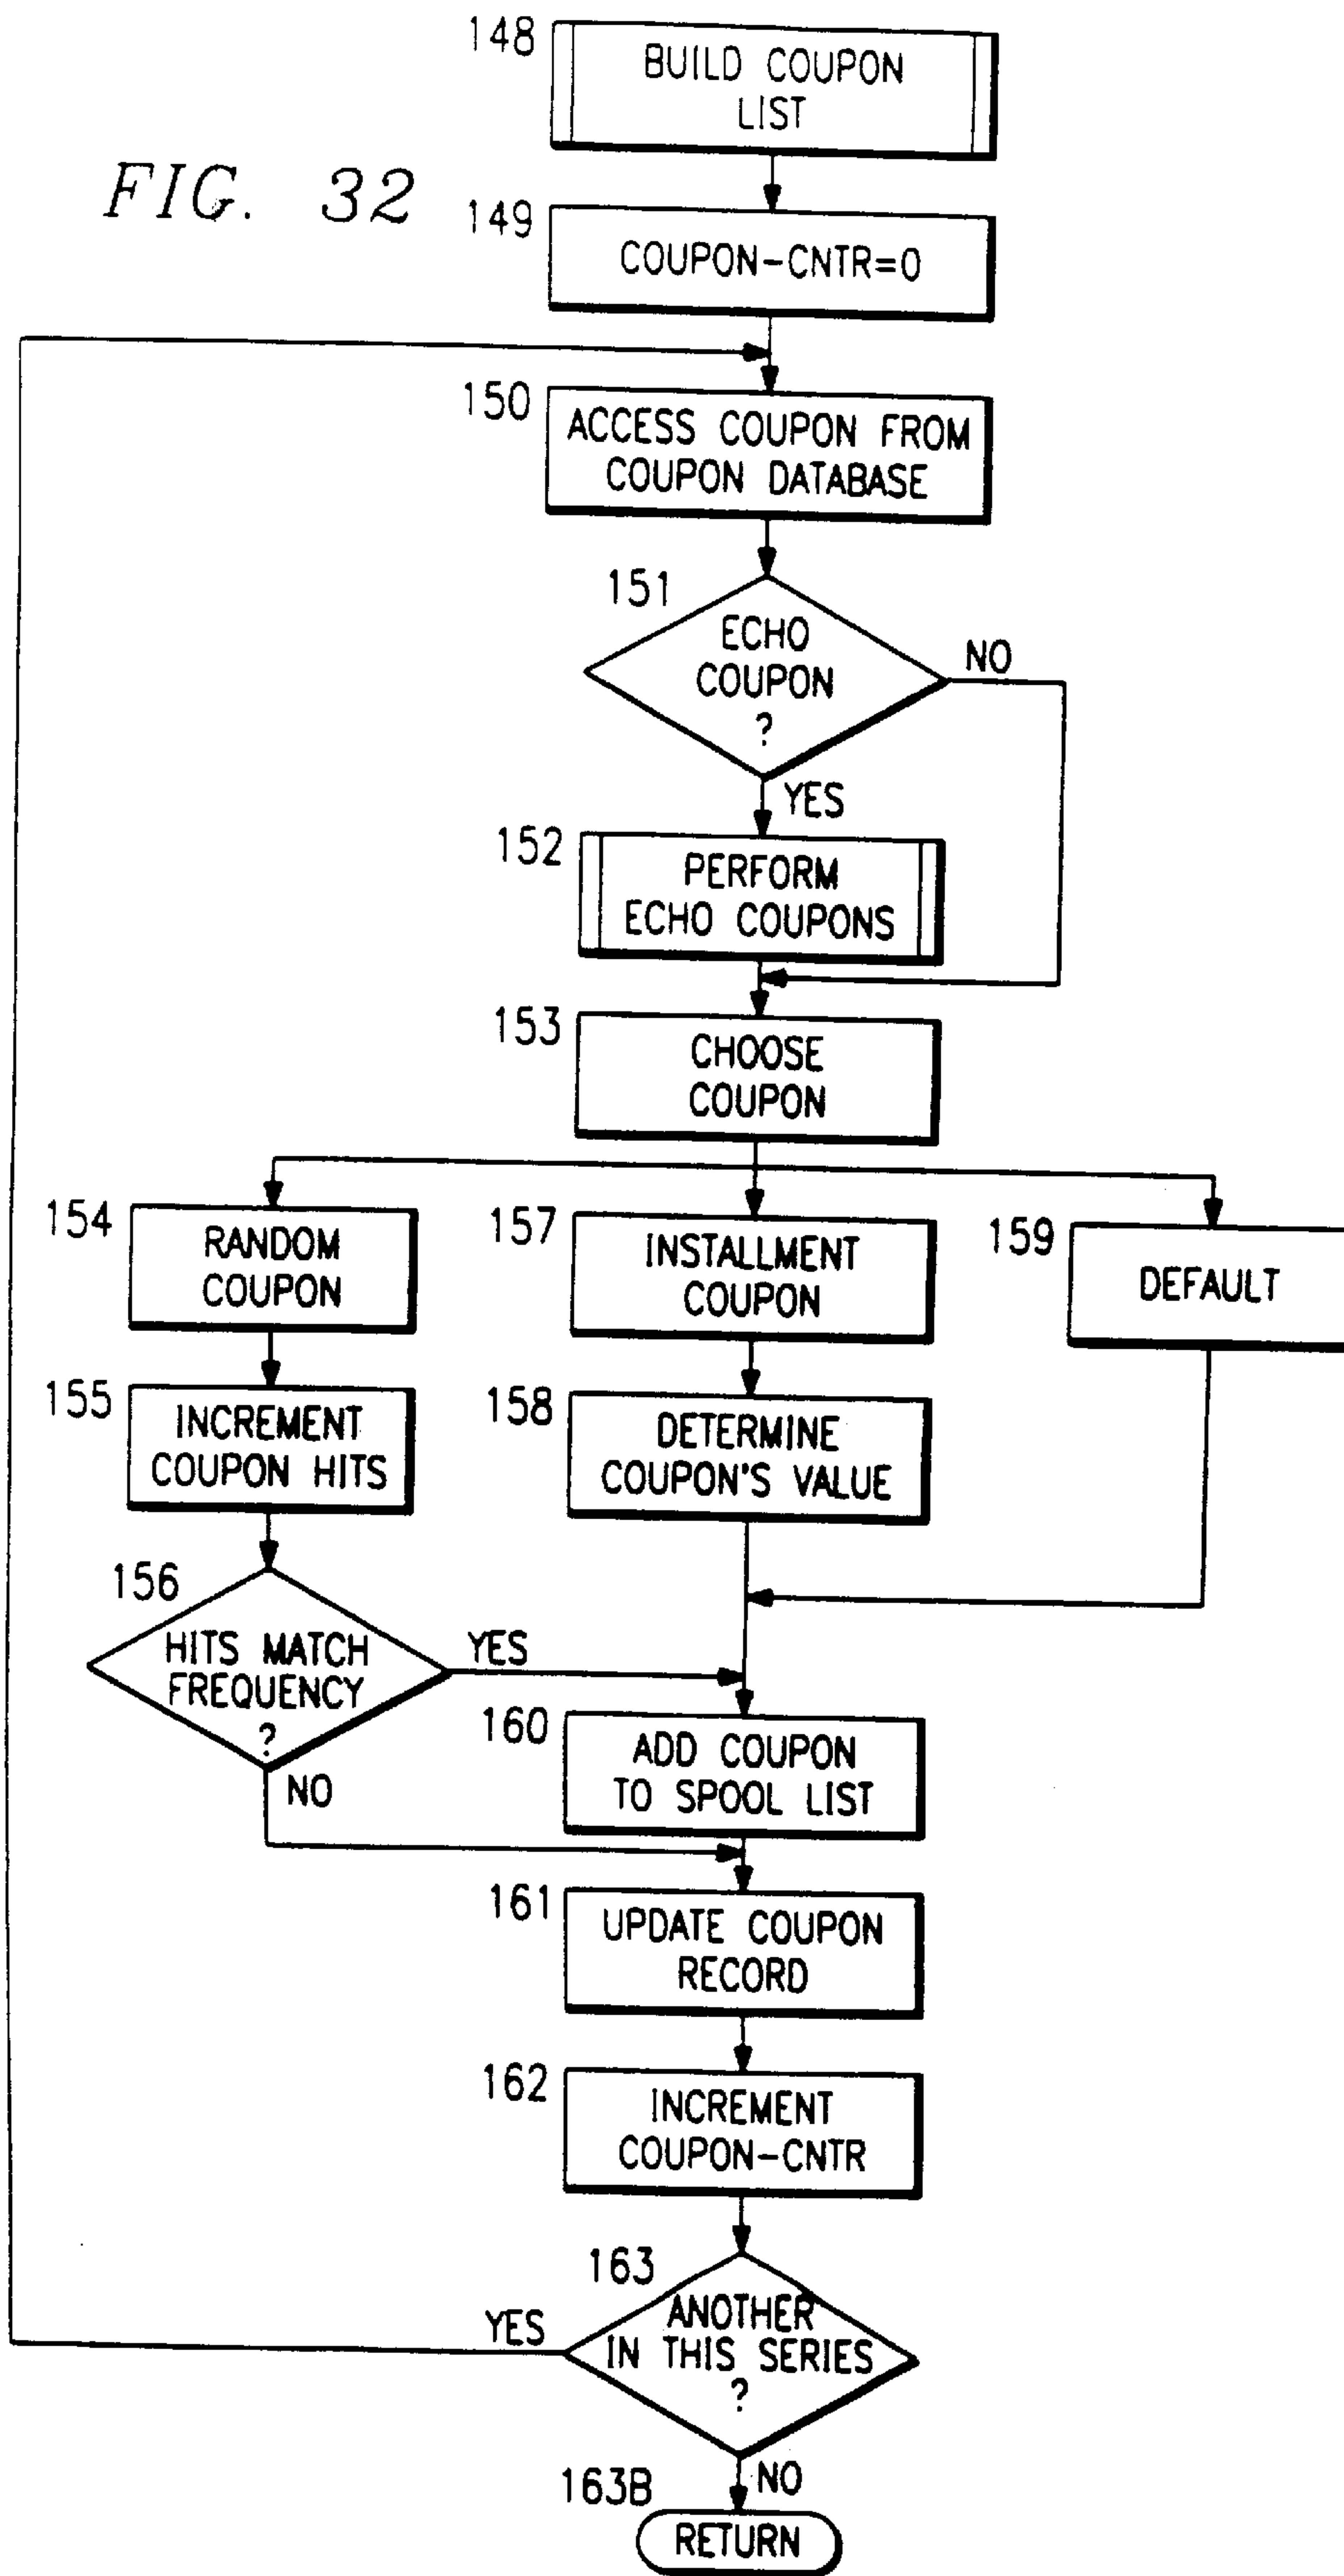 148
BUILD COUPON
LIST
FIG. 32
149
COUPON-CNTR=0
150
ACCESS COUPON FROM
COUPON DATABASE
151
ECHO
COUPON
?
NO
YES
152
PERFORM
ECHO COUPONS
153
CHOOSE
COUPON
154
RANDOM
COUPON
157
INSTALLMENT
COUPON
159
DEFAULT
155
INCREMENT
COUPON HITS
158
DETERMINE
COUPON'S VALUE
156
HITS MATCH
FREQUENCY
?
YES
NO
160
ADD COUPON
TO SPOOL LIST
161
UPDATE COUPON
RECORD
162
INCREMENT
COUPON-CNTR
163
ANOTHER
IN THIS SERIES
?
YES
NO
163B
RETURN